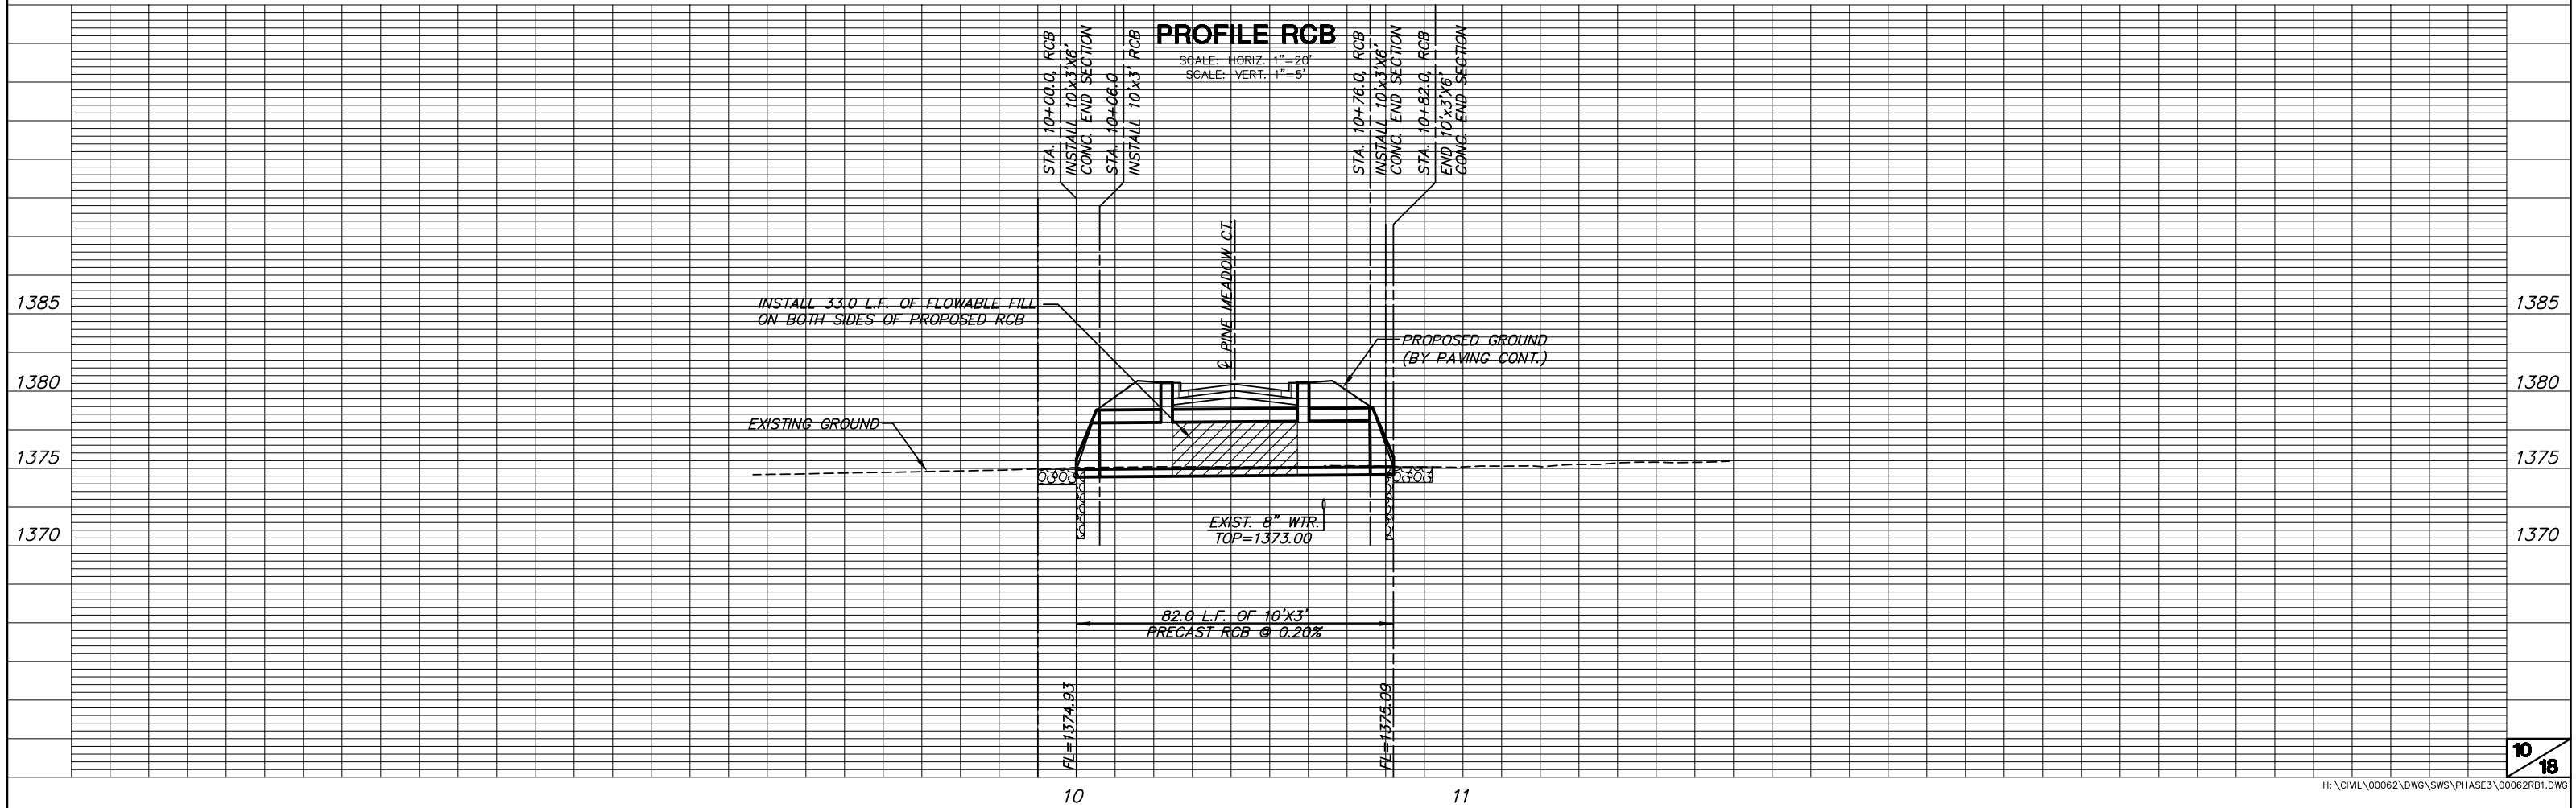 PROFILE RCB
SCALE: HORIZ. 1"=20'
SCALE: VERT. 1"=5'
STA. 10+00.0, RCB
INSTALL 10'x3'X6'
CONC. END SECTION
STA. 10+06.0
INSTALL 10'x3' RCB
STA. 10+76.0, RCB
INSTALL 10'x3'X6'
CONC. END SECTION
STA. 10+82.0, RCB
END 10'x3'X6'
CONC. END SECTION
℄ PINE MEADOW CT.
1385
INSTALL 33.0 L.F. OF FLOWABLE FILL
ON BOTH SIDES OF PROPOSED RCB
1385
PROPOSED GROUND
(BY PAVING CONT.)
1380
1380
EXISTING GROUND
1375
1375
EXIST. 8" WTR.
TOP=1373.00
1370
1370
82.0 L.F. OF 10'X3'
PRECAST RCB @ 0.20%
FL=1374.93
FL=1375.09
10
18
H:\CIVIL\00062\DWG\SWS\PHASE3\00062RB1.DWG
10
11